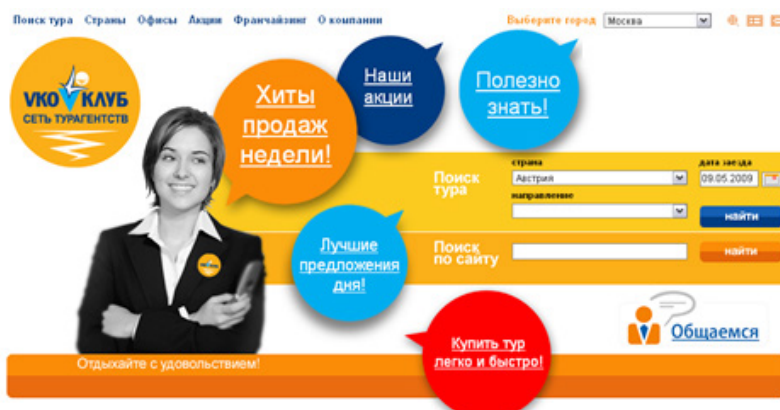 Поиск тура Страны Офисы Акции Франчайзинг О компании
Выберите город Москва
VKO КЛУБ
СЕТЬ ТУРАГЕНТСТВ
Хиты
продаж
недели!
Наши
акции
Полезно
знать!
Поиск
тура
страна
Австрия
дата заезда
09.05.2009
направление
найти
Лучшие
предложения
дня!
Поиск
по сайту
найти
Купить тур
легко и быстро!
Общаемся
Отдыхайте с удовольствием!